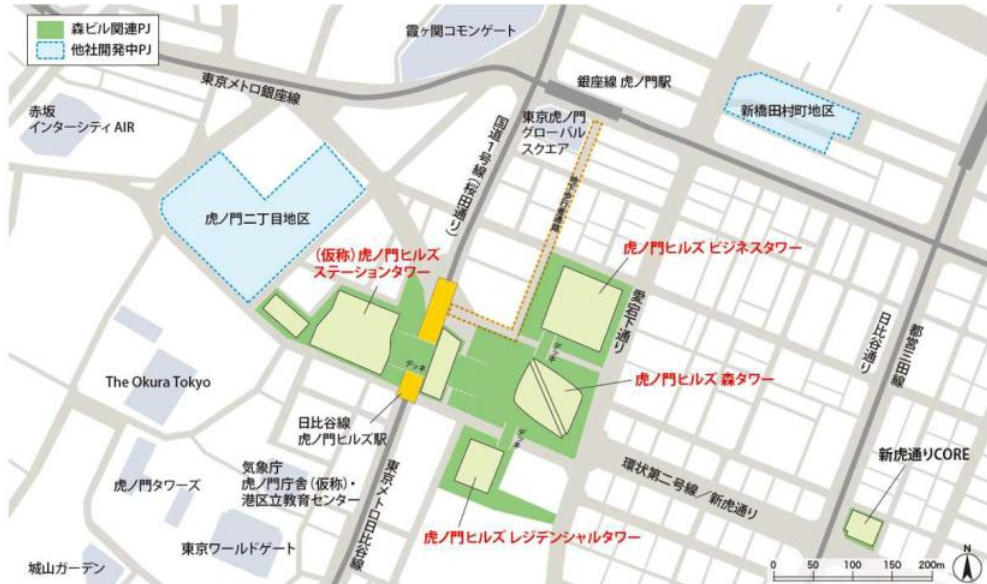 森ビル関連PJ
他社開発中PJ
霞ヶ関コモンゲート
東京メトロ銀座線
銀座線 虎ノ門駅
赤坂
インターシティ AIR
国道1号線(桜田通り)
東京虎ノ門
グローバル
スクエア
新橋田村町地区
地下歩行者通路
虎ノ門二丁目地区
(仮称)虎ノ門ヒルズ
ステーションタワー
虎ノ門ヒルズ ビジネスタワー
愛宕下通り
日比谷通り
都営三田線
デッキ
デッキ
虎ノ門ヒルズ 森タワー
The Okura Tokyo
日比谷線
虎ノ門ヒルズ駅
デッキ
新虎通りCORE
環状第二号線/新虎通り
虎ノ門タワーズ
気象庁
虎ノ門庁舎(仮称)・
港区立教育センター
東京メトロ日比谷線
虎ノ門ヒルズ レジデンシャルタワー
東京ワールドゲート
城山ガーデン
0 50 100 150 200m
N